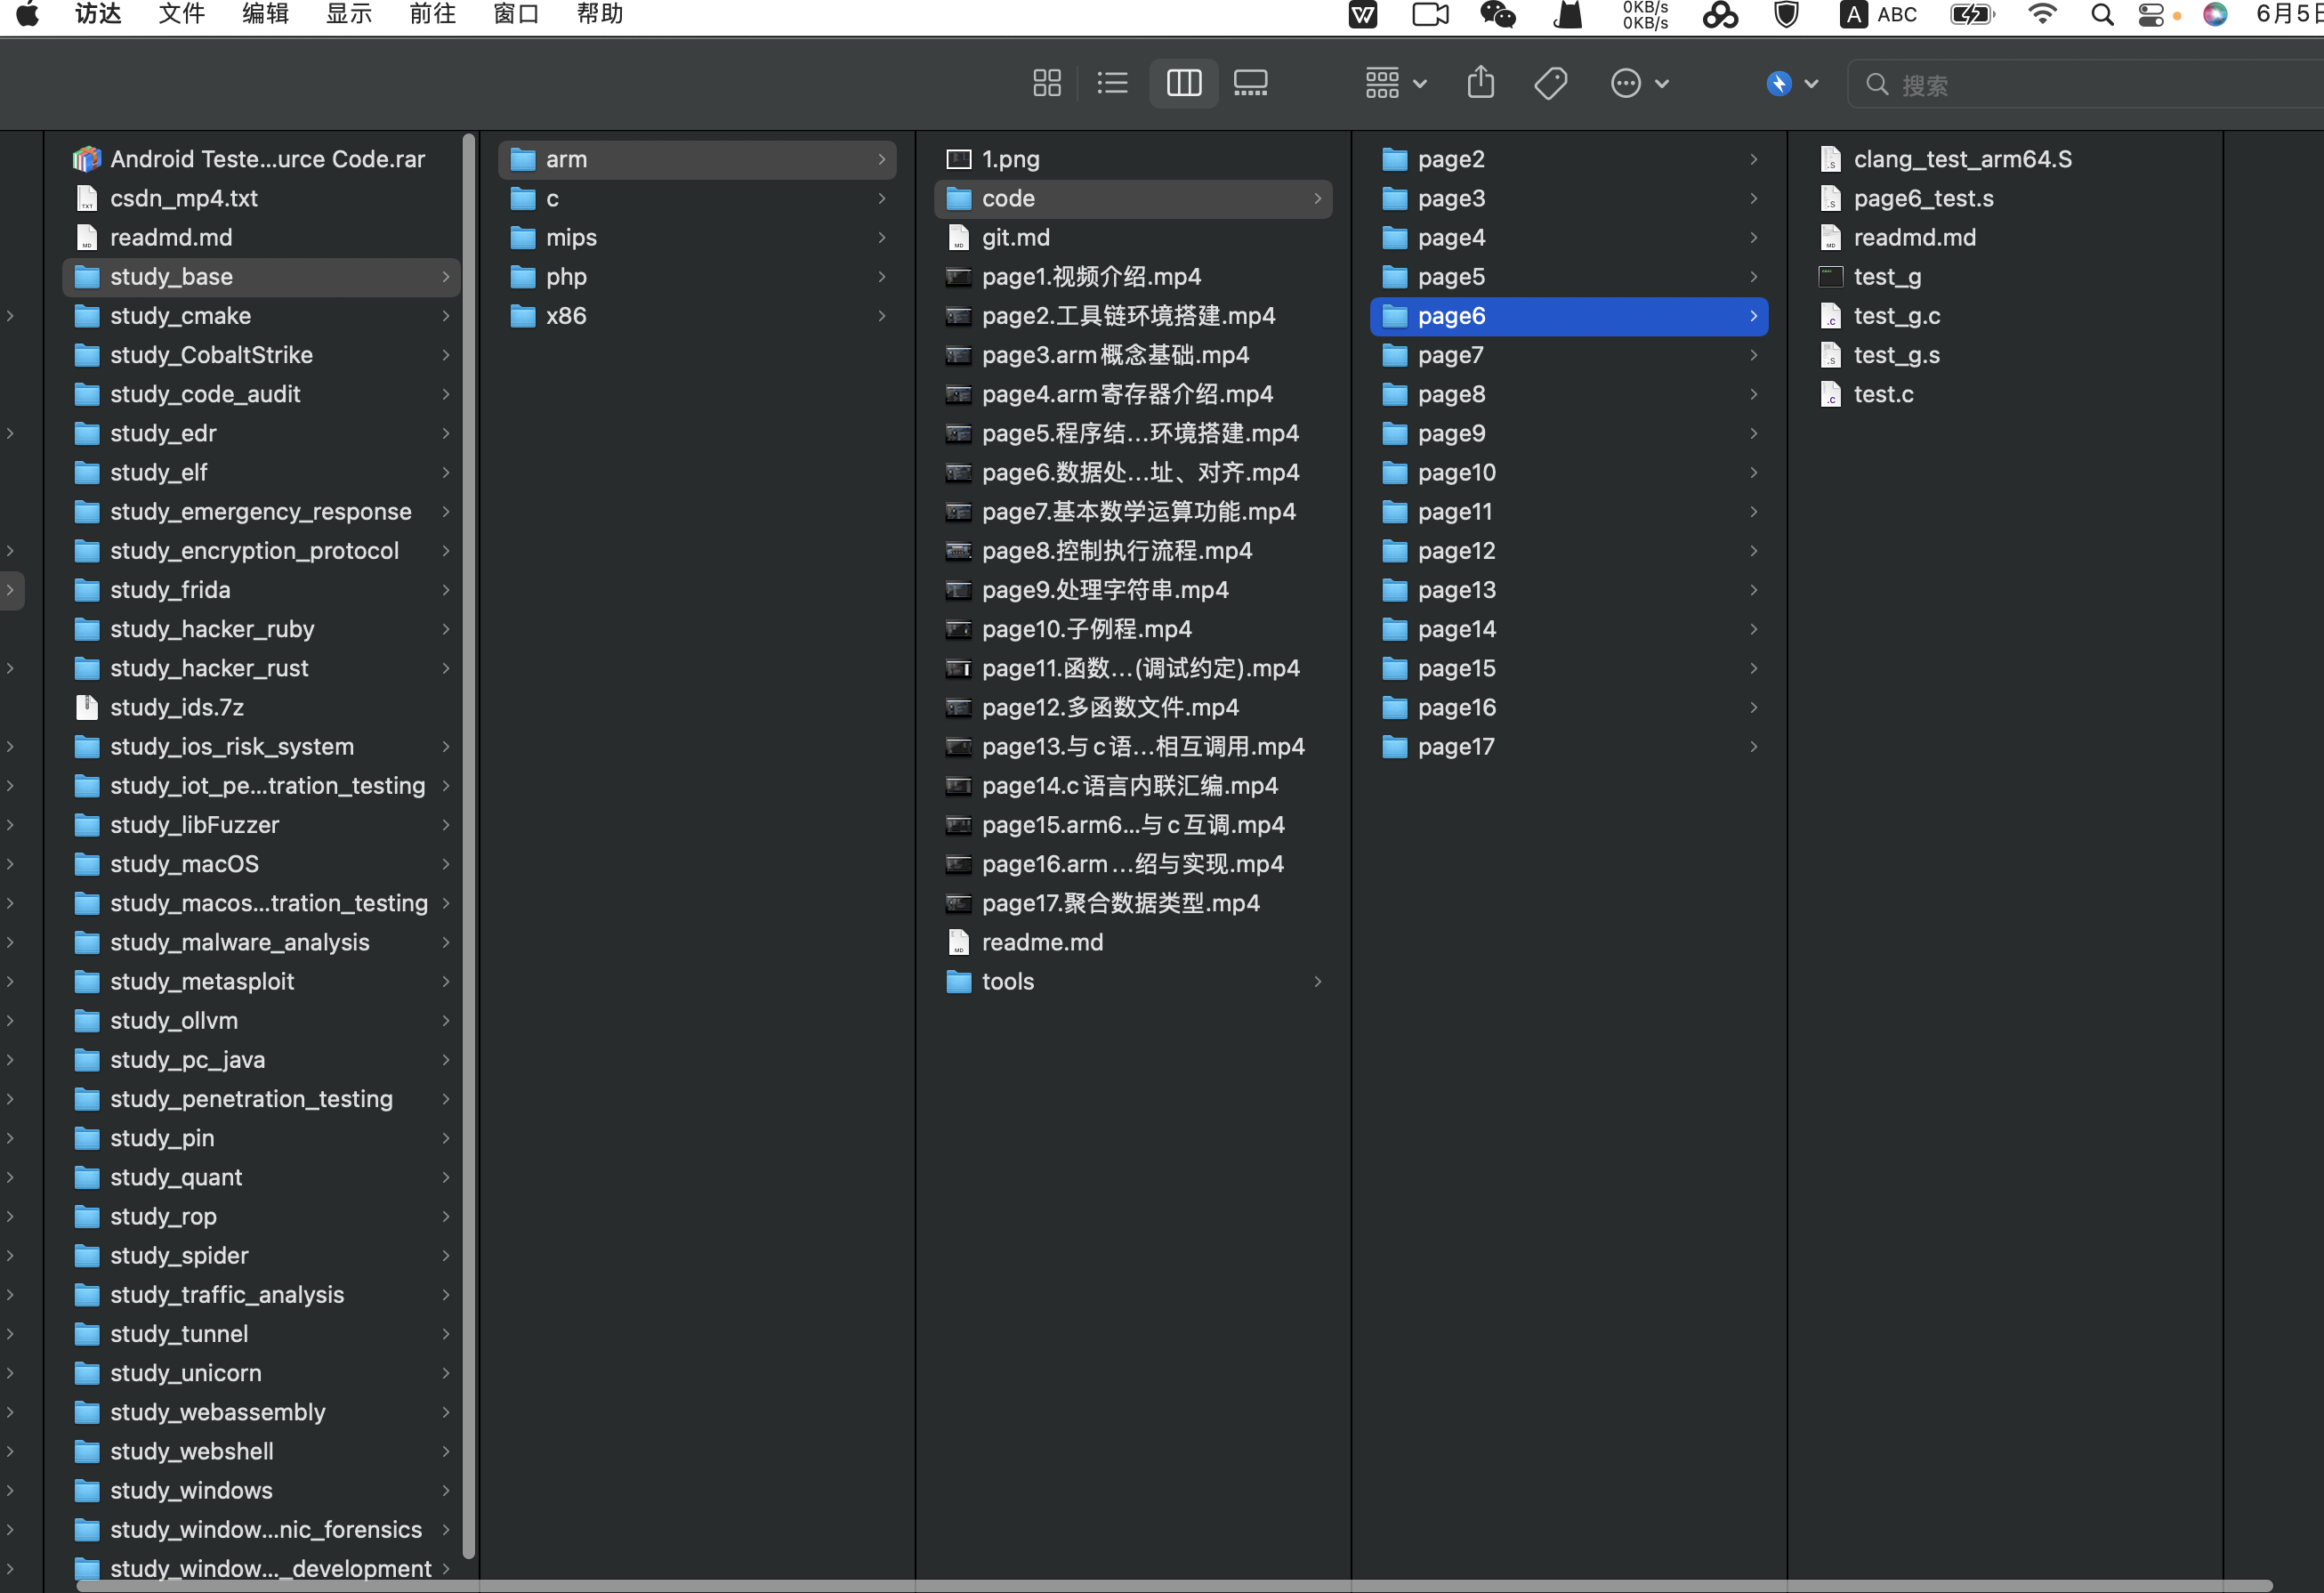 访达 文件 编辑 显示 前往 窗口 帮助
0KB/s
0KB/s
A ABC
6月5日
搜索
Android Teste...urce Code.rar
csdn_mp4.txt
readmd.md
study_base
study_cmake
study_CobaltStrike
study_code_audit
study_edr
study_elf
study_emergency_response
study_encryption_protocol
study_frida
study_hacker_ruby
study_hacker_rust
study_ids.7z
study_ios_risk_system
study_iot_pe...tration_testing
study_libFuzzer
study_macOS
study_macos...tration_testing
study_malware_analysis
study_metasploit
study_ollvm
study_pc_java
study_penetration_testing
study_pin
study_quant
study_rop
study_spider
study_traffic_analysis
study_tunnel
study_unicorn
study_webassembly
study_webshell
study_windows
study_window...nic_forensics
study_window..._development
arm
c
mips
php
x86
1.png
code
git.md
page1.视频介绍.mp4
page2.工具链环境搭建.mp4
page3.arm概念基础.mp4
page4.arm寄存器介绍.mp4
page5.程序结...环境搭建.mp4
page6.数据处...址、对齐.mp4
page7.基本数学运算功能.mp4
page8.控制执行流程.mp4
page9.处理字符串.mp4
page10.子例程.mp4
page11.函数...(调试约定).mp4
page12.多函数文件.mp4
page13.与c语...相互调用.mp4
page14.c语言内联汇编.mp4
page15.arm6...与c互调.mp4
page16.arm...绍与实现.mp4
page17.聚合数据类型.mp4
readme.md
tools
page2
page3
page4
page5
page6
page7
page8
page9
page10
page11
page12
page13
page14
page15
page16
page17
clang_test_arm64.S
page6_test.s
readmd.md
test_g
test_g.c
test_g.s
test.c